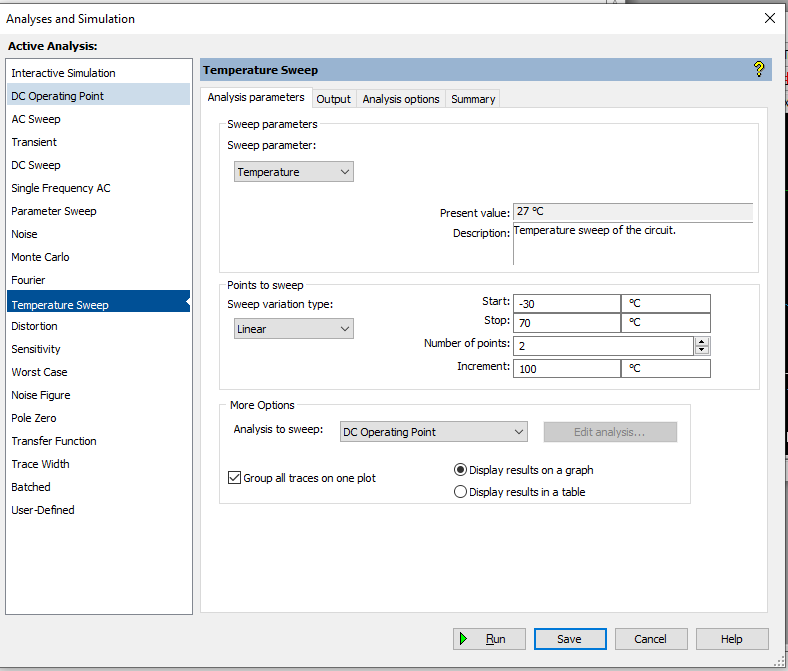 Analyses and Simulation
Active Analysis:
Interactive Simulation
DC Operating Point
AC Sweep
Transient
DC Sweep
Single Frequency AC
Parameter Sweep
Noise
Monte Carlo
Fourier
Temperature Sweep
Distortion
Sensitivity
Worst Case
Noise Figure
Pole Zero
Transfer Function
Trace Width
Batched
User-Defined
Temperature Sweep
Analysis parameters Output Analysis options Summary
Sweep parameters
Sweep parameter:
Temperature
Present value: 27 °C
Description: Temperature sweep of the circuit.
Points to sweep
Sweep variation type:
Linear
Start: -30 °C
Stop: 70 °C
Number of points: 2
Increment: 100 °C
More Options
Analysis to sweep: DC Operating Point Edit analysis...
Group all traces on one plot
Display results on a graph
Display results in a table
Run Save Cancel Help